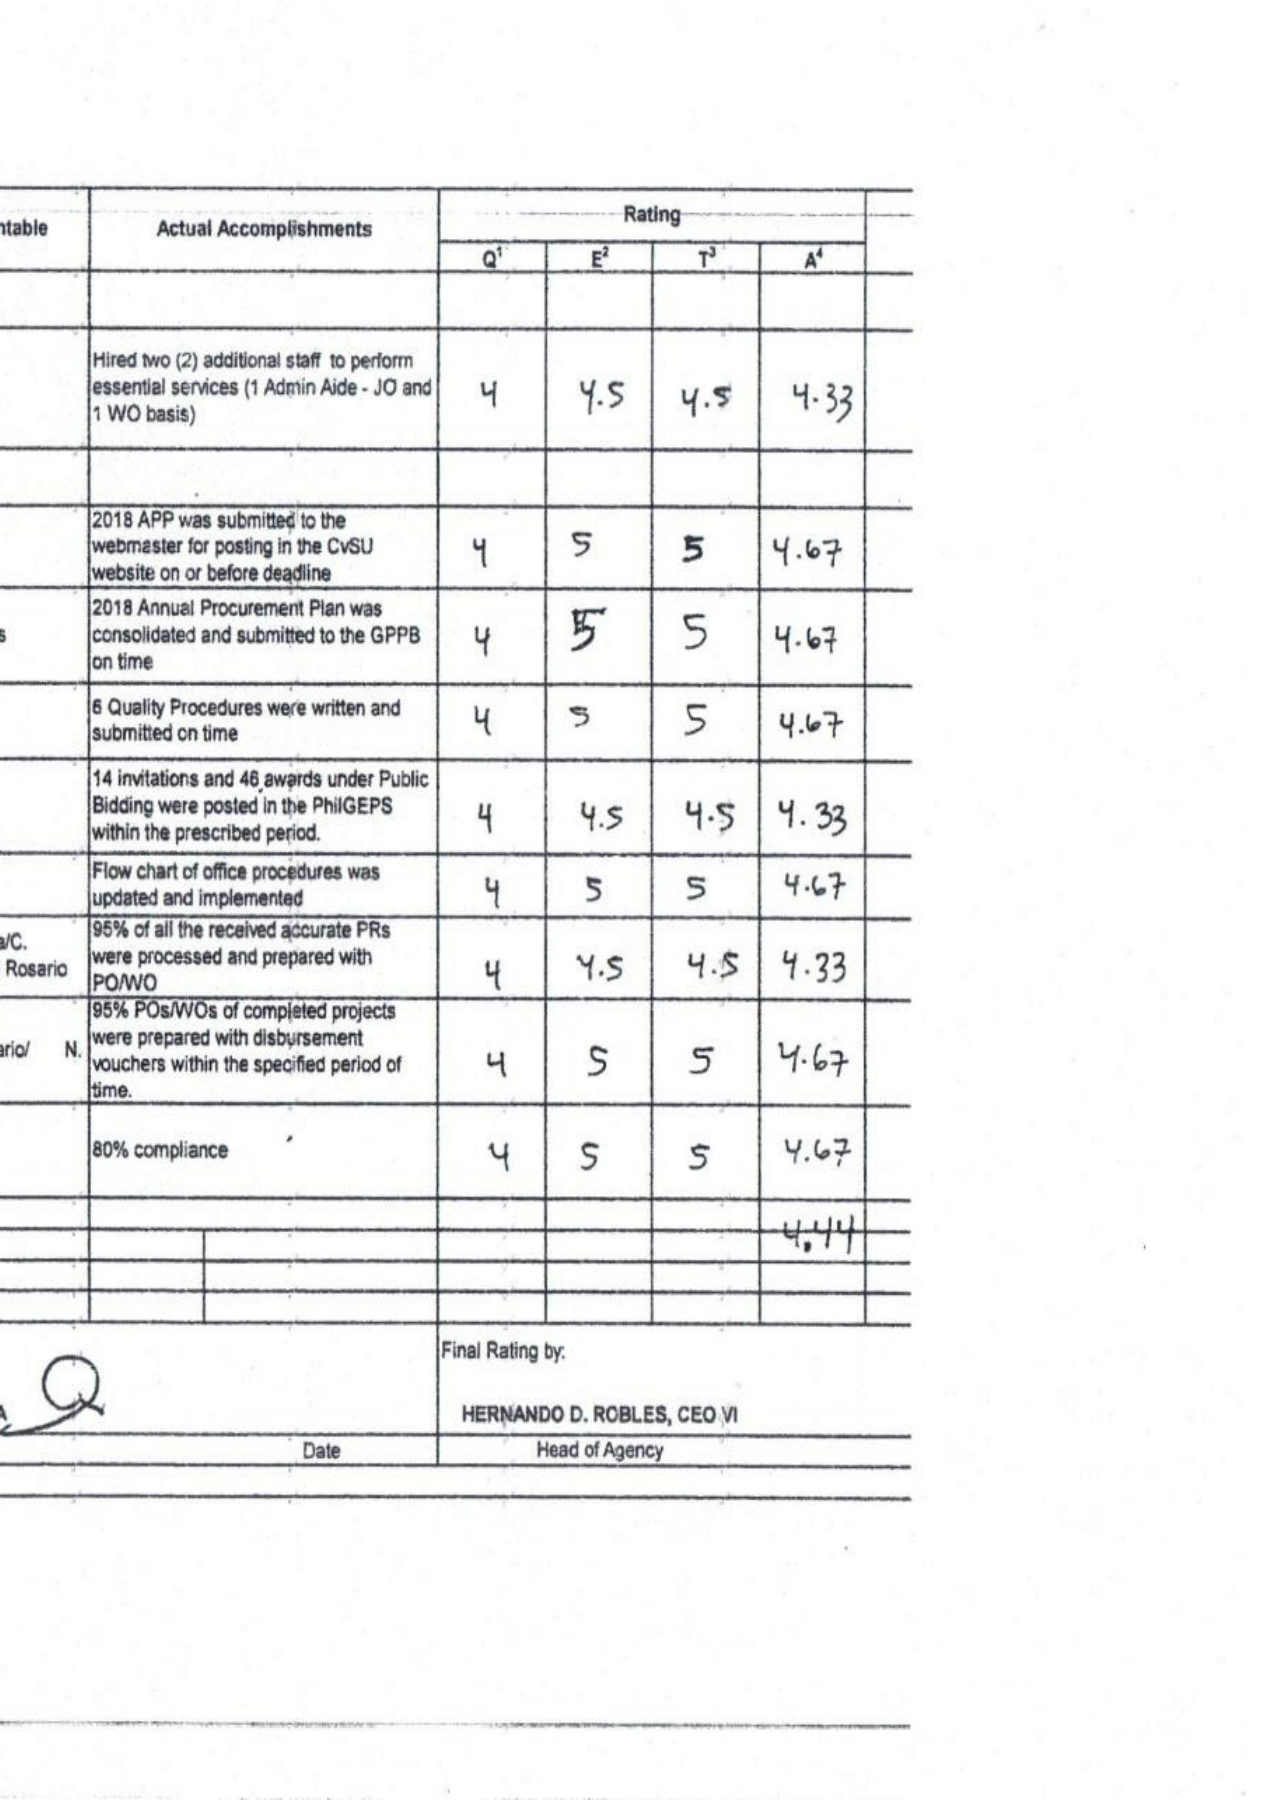 ntable
Actual Accomplishments
Rating
Q¹ E² T³ A⁴
Hired two (2) additional staff to perform
essential services (1 Admin Aide - JO and
1 WO basis)
4 4.5 4.5 4.33
2018 APP was submitted to the
webmaster for posting in the CvSU
website on or before deadline
4 5 5 4.67
s
2018 Annual Procurement Plan was
consolidated and submitted to the GPPB
on time
4 5 5 4.67
6 Quality Procedures were written and
submitted on time
4 5 5 4.67
14 invitations and 46 awards under Public
Bidding were posted in the PhilGEPS
within the prescribed period.
4 4.5 4.5 4.33
Flow chart of office procedures was
updated and implemented
4 5 5 4.67
a/C.
Rosario
95% of all the received accurate PRs
were processed and prepared with
PO/WO
4 4.5 4.5 4.33
ario/ N.
95% POs/WOs of completed projects
were prepared with disbursement
vouchers within the specified period of
time.
4 5 5 4.67
80% compliance
4 5 5 4.67
4.44
Final Rating by:
A
HERNANDO D. ROBLES, CEO VI
Date
Head of Agency